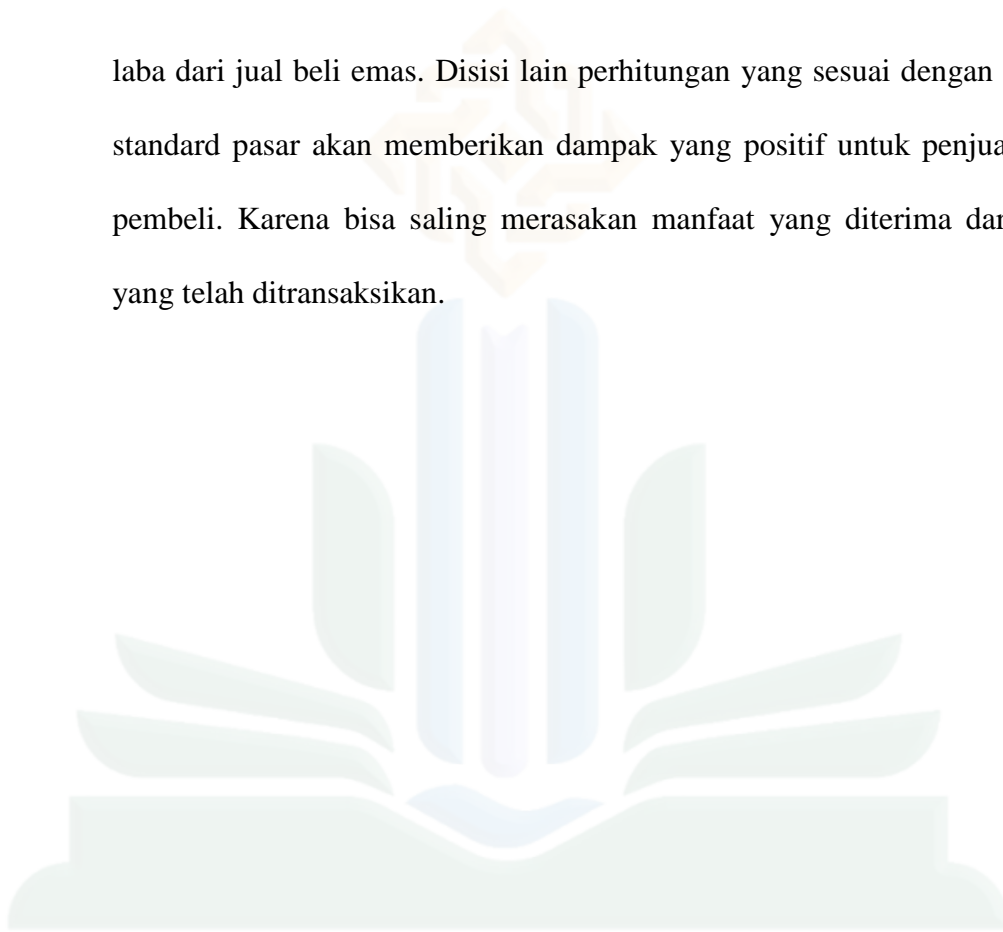 laba dari jual beli emas. Disisi lain perhitungan yang sesuai dengan
standard pasar akan memberikan dampak yang positif untuk
pembeli. Karena bisa saling merasakan manfaat yang diterima
yang telah ditransaksikan.